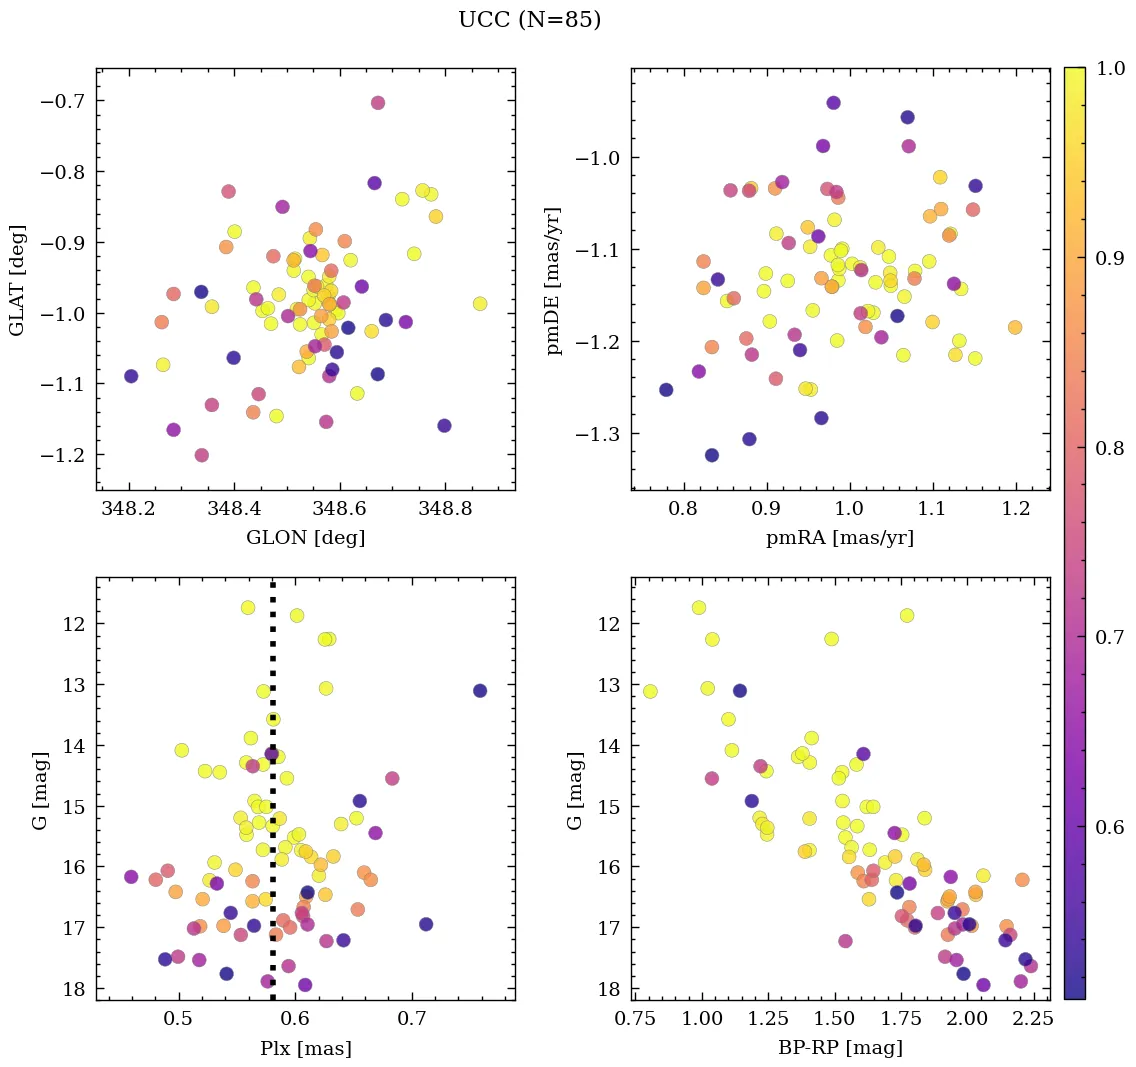 UCC (N=85)
−0.7
−0.8
−0.9
−1.0
−1.1
−1.2
GLAT [deg]
348.2 348.4 348.6 348.8
GLON [deg]
−1.0
−1.1
−1.2
−1.3
pmDE [mas/yr]
0.8 0.9 1.0 1.1 1.2
pmRA [mas/yr]
12
13
14
15
16
17
18
G [mag]
0.5 0.6 0.7
Plx [mas]
12
13
14
15
16
17
18
G [mag]
0.75 1.00 1.25 1.50 1.75 2.00 2.25
BP-RP [mag]
1.0
0.9
0.8
0.7
0.6